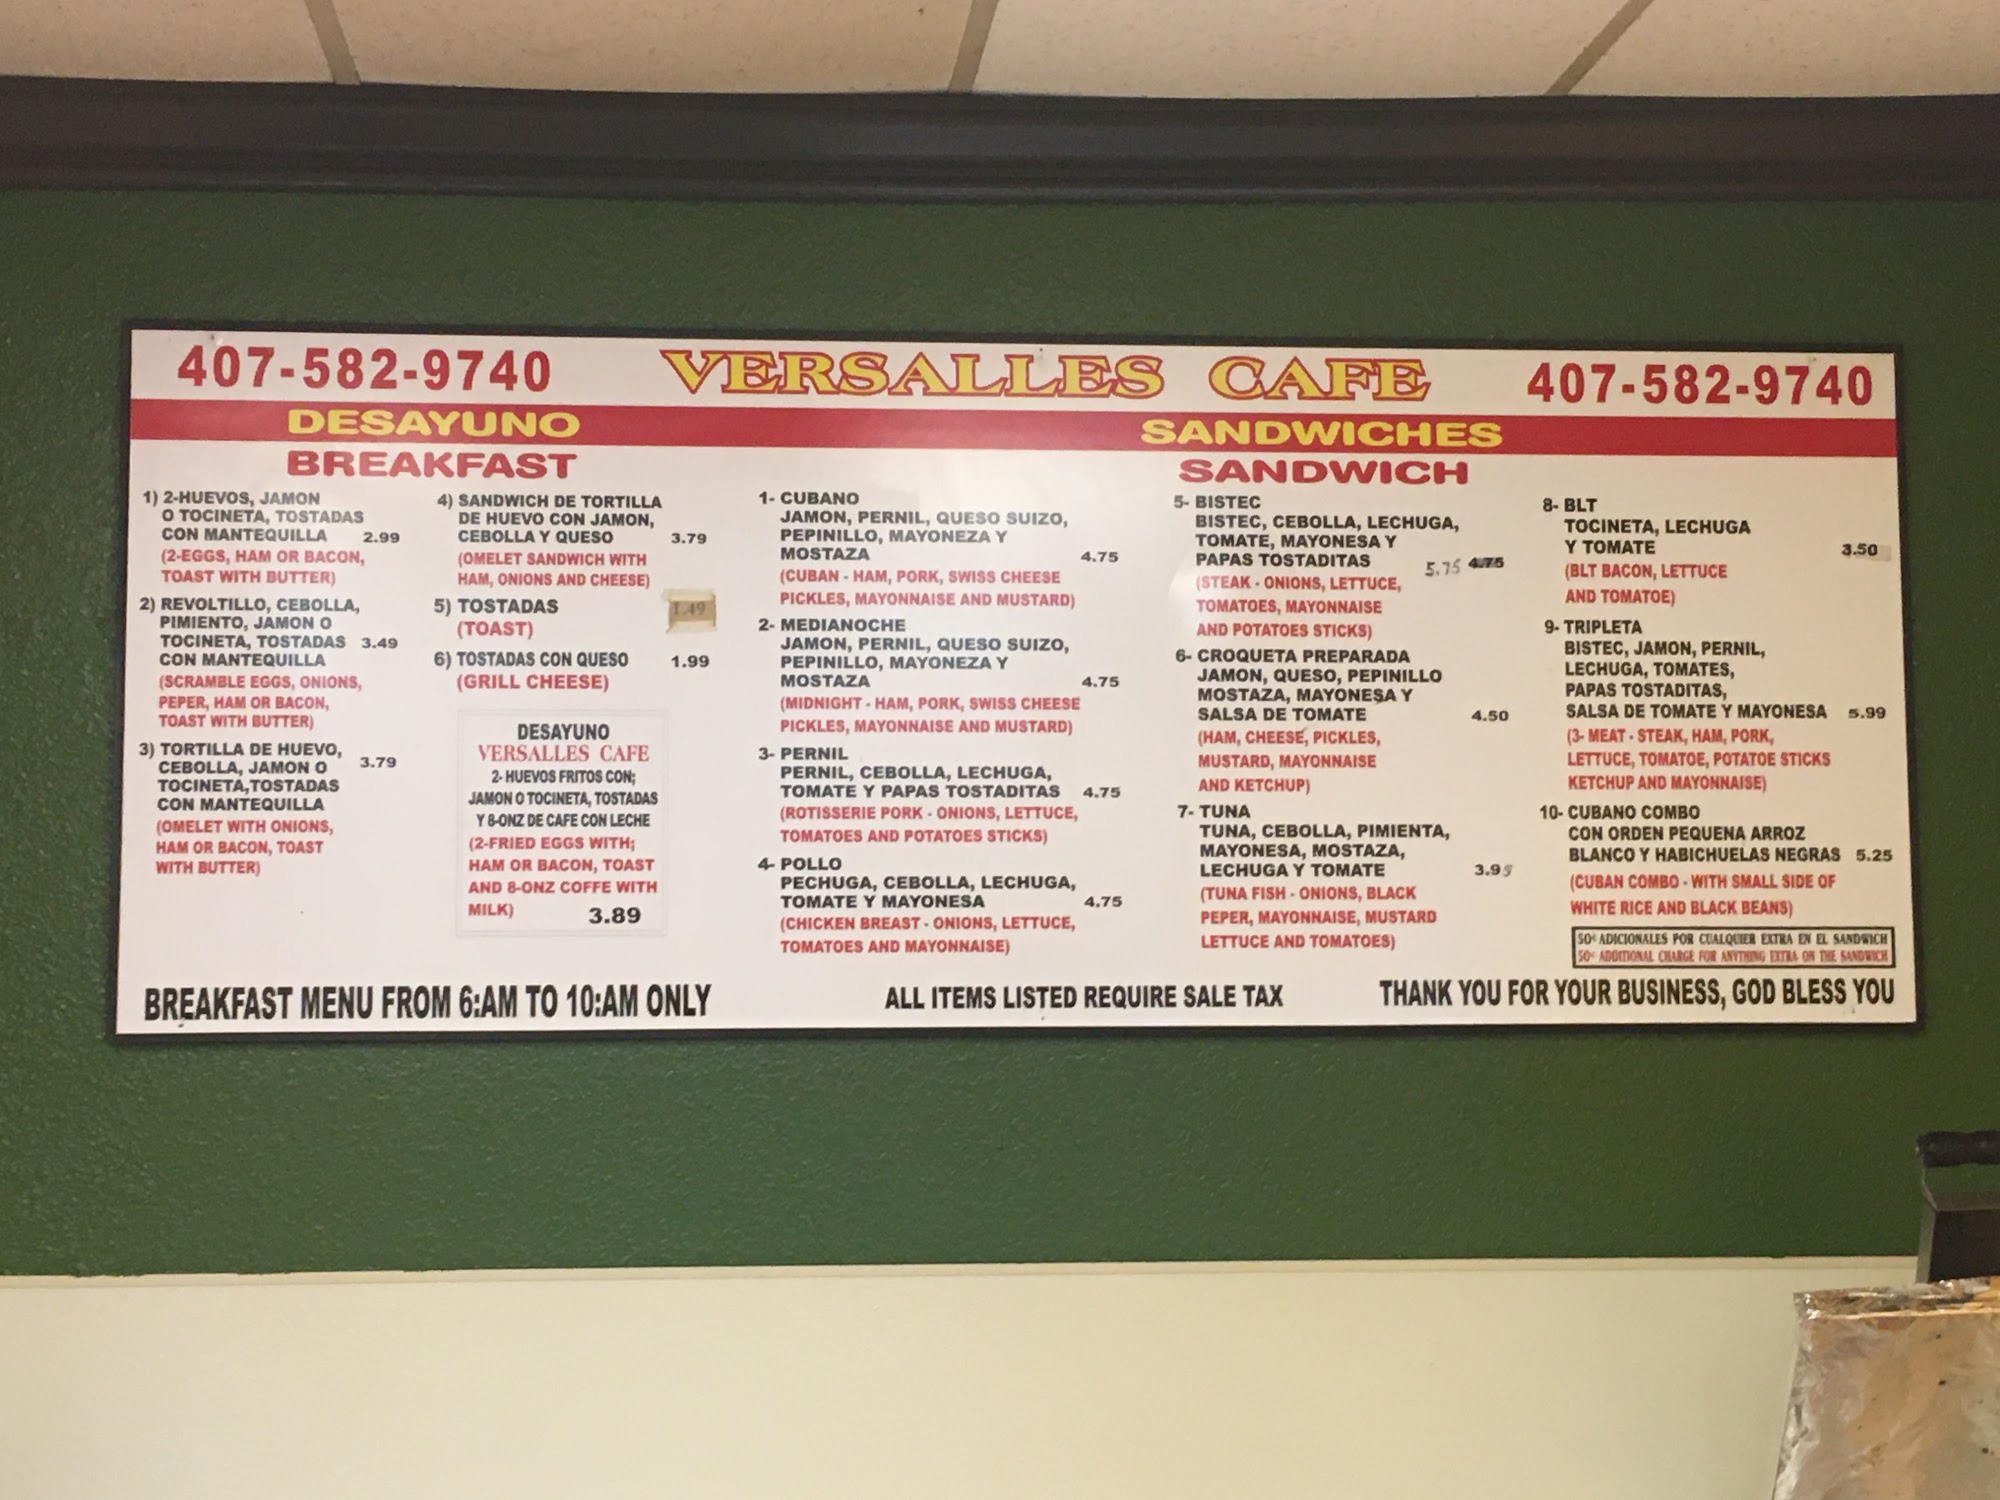 407-582-9740
VERSALLES CAFE
407-582-9740
DESAYUNO
BREAKFAST
1) 2-HUEVOS, JAMON
O TOCINETA, TOSTADAS
CON MANTEQUILLA 2.99
(2-EGGS, HAM OR BACON,
TOAST WITH BUTTER)
2) REVOLTILLO, CEBOLLA,
PIMIENTO, JAMON O
TOCINETA, TOSTADAS 3.49
CON MANTEQUILLA
(SCRAMBLE EGGS, ONIONS,
PEPER, HAM OR BACON,
TOAST WITH BUTTER)
3) TORTILLA DE HUEVO,
CEBOLLA, JAMON O 3.79
TOCINETA,TOSTADAS
CON MANTEQUILLA
(OMELET WITH ONIONS,
HAM OR BACON, TOAST
WITH BUTTER)
4) SANDWICH DE TORTILLA
DE HUEVO CON JAMON,
CEBOLLA Y QUESO 3.79
(OMELET SANDWICH WITH
HAM, ONIONS AND CHEESE)
5) TOSTADAS 1.49
(TOAST)
6) TOSTADAS CON QUESO 1.99
(GRILL CHEESE)
DESAYUNO
VERSALLES CAFE
2- HUEVOS FRITOS CON;
JAMON O TOCINETA, TOSTADAS
Y 8-ONZ DE CAFE CON LECHE
(2-FRIED EGGS WITH;
HAM OR BACON, TOAST
AND 8-ONZ COFFE WITH
MILK) 3.89
SANDWICHES
SANDWICH
1- CUBANO
JAMON, PERNIL, QUESO SUIZO,
PEPINILLO, MAYONEZA Y
MOSTAZA 4.75
(CUBAN - HAM, PORK, SWISS CHEESE
PICKLES, MAYONNAISE AND MUSTARD)
2- MEDIANOCHE
JAMON, PERNIL, QUESO SUIZO,
PEPINILLO, MAYONEZA Y
MOSTAZA 4.75
(MIDNIGHT - HAM, PORK, SWISS CHEESE
PICKLES, MAYONNAISE AND MUSTARD)
3- PERNIL
PERNIL, CEBOLLA, LECHUGA,
TOMATE Y PAPAS TOSTADITAS 4.75
(ROTISSERIE PORK - ONIONS, LETTUCE,
TOMATOES AND POTATOES STICKS)
4- POLLO
PECHUGA, CEBOLLA, LECHUGA,
TOMATE Y MAYONESA 4.75
(CHICKEN BREAST - ONIONS, LETTUCE,
TOMATOES AND MAYONNAISE)
5- BISTEC
BISTEC, CEBOLLA, LECHUGA,
TOMATE, MAYONESA Y
PAPAS TOSTADITAS 5.75 4.75
(STEAK - ONIONS, LETTUCE,
TOMATOES, MAYONNAISE
AND POTATOES STICKS)
6- CROQUETA PREPARADA
JAMON, QUESO, PEPINILLO
MOSTAZA, MAYONESA Y
SALSA DE TOMATE 4.50
(HAM, CHEESE, PICKLES,
MUSTARD, MAYONNAISE
AND KETCHUP)
7- TUNA
TUNA, CEBOLLA, PIMIENTA,
MAYONESA, MOSTAZA,
LECHUGA Y TOMATE 3.95
(TUNA FISH - ONIONS, BLACK
PEPER, MAYONNAISE, MUSTARD
LETTUCE AND TOMATOES)
8- BLT
TOCINETA, LECHUGA
Y TOMATE 3.50
(BLT BACON, LETTUCE
AND TOMATOE)
9- TRIPLETA
BISTEC, JAMON, PERNIL,
LECHUGA, TOMATES,
PAPAS TOSTADITAS,
SALSA DE TOMATE Y MAYONESA 5.99
(3- MEAT - STEAK, HAM, PORK,
LETTUCE, TOMATOE, POTATOE STICKS
KETCHUP AND MAYONNAISE)
10- CUBANO COMBO
CON ORDEN PEQUENA ARROZ
BLANCO Y HABICHUELAS NEGRAS 5.25
(CUBAN COMBO - WITH SMALL SIDE OF
WHITE RICE AND BLACK BEANS)
50¢ ADICIONALES POR CUALQUIER EXTRA EN EL SANDWICH
50¢ ADDITIONAL CHARGE FOR ANYTHING EXTRA ON THE SANDWICH
BREAKFAST MENU FROM 6:AM TO 10:AM ONLY
ALL ITEMS LISTED REQUIRE SALE TAX
THANK YOU FOR YOUR BUSINESS, GOD BLESS YOU